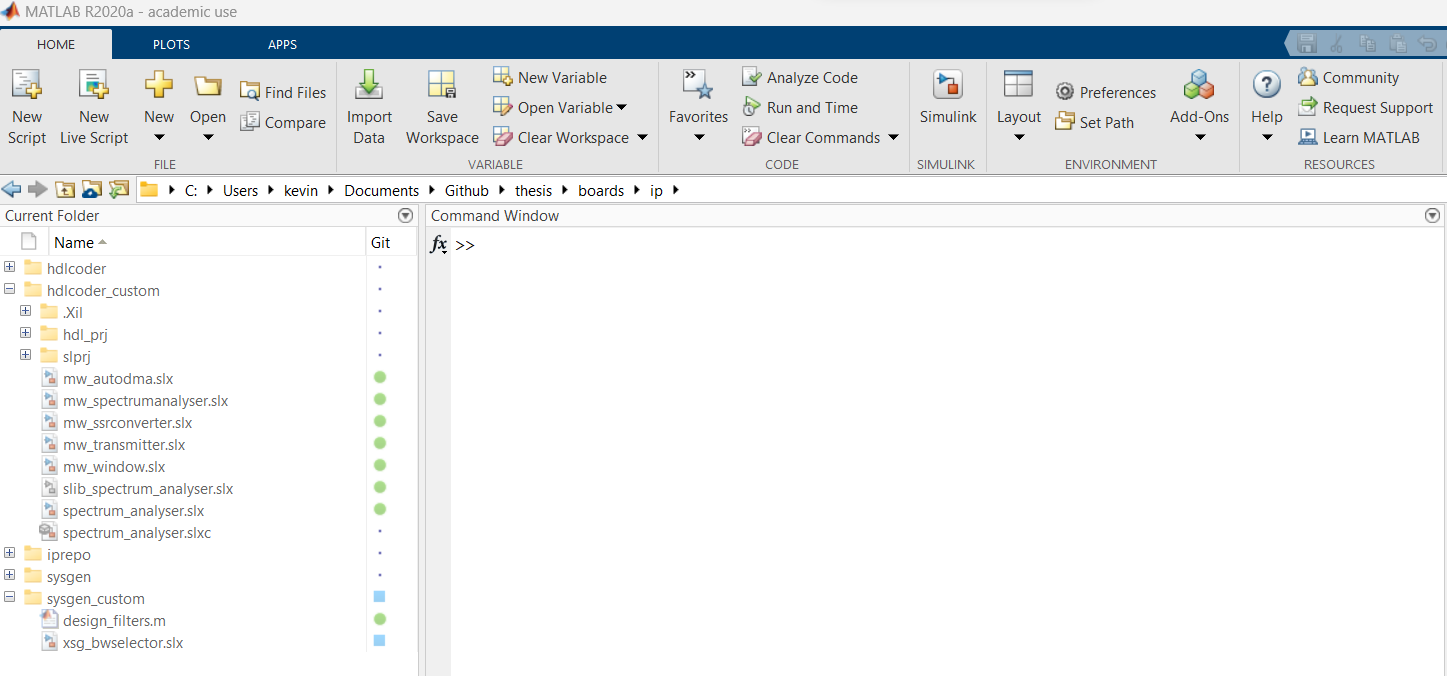 MATLAB R2020a - academic use
HOME PLOTS APPS
New Script
New Live Script
New
Open
Find Files
Compare
FILE
Import Data
Save Workspace
New Variable
Open Variable
Clear Workspace
VARIABLE
Favorites
Analyze Code
Run and Time
Clear Commands
CODE
Simulink
SIMULINK
Layout
Preferences
Set Path
Add-Ons
ENVIRONMENT
Help
Community
Request Support
Learn MATLAB
RESOURCES
C: Users kevin Documents Github thesis boards ip
Current Folder
Name Git
hdlcoder
hdlcoder_custom
.Xil
hdl_prj
slprj
mw_autodma.slx
mw_spectrumanalyser.slx
mw_ssrconverter.slx
mw_transmitter.slx
mw_window.slx
slib_spectrum_analyser.slx
spectrum_analyser.slx
spectrum_analyser.slxc
iprepo
sysgen
sysgen_custom
design_filters.m
xsg_bwselector.slx
Command Window
fx >>